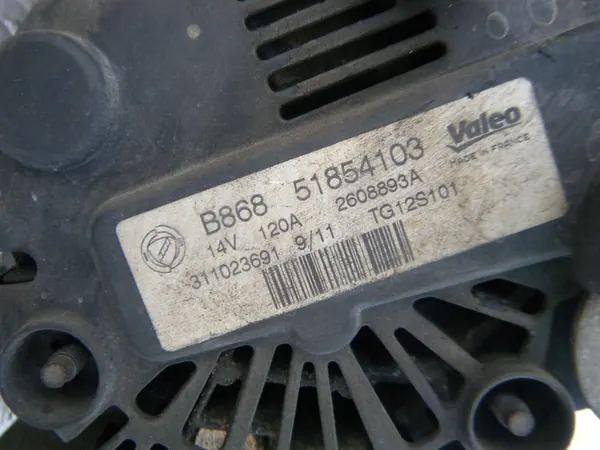 Valeo
MADE IN FRANCE
B868 51854103
14V 120A 2608893A
311023691 9/11 TG12S101